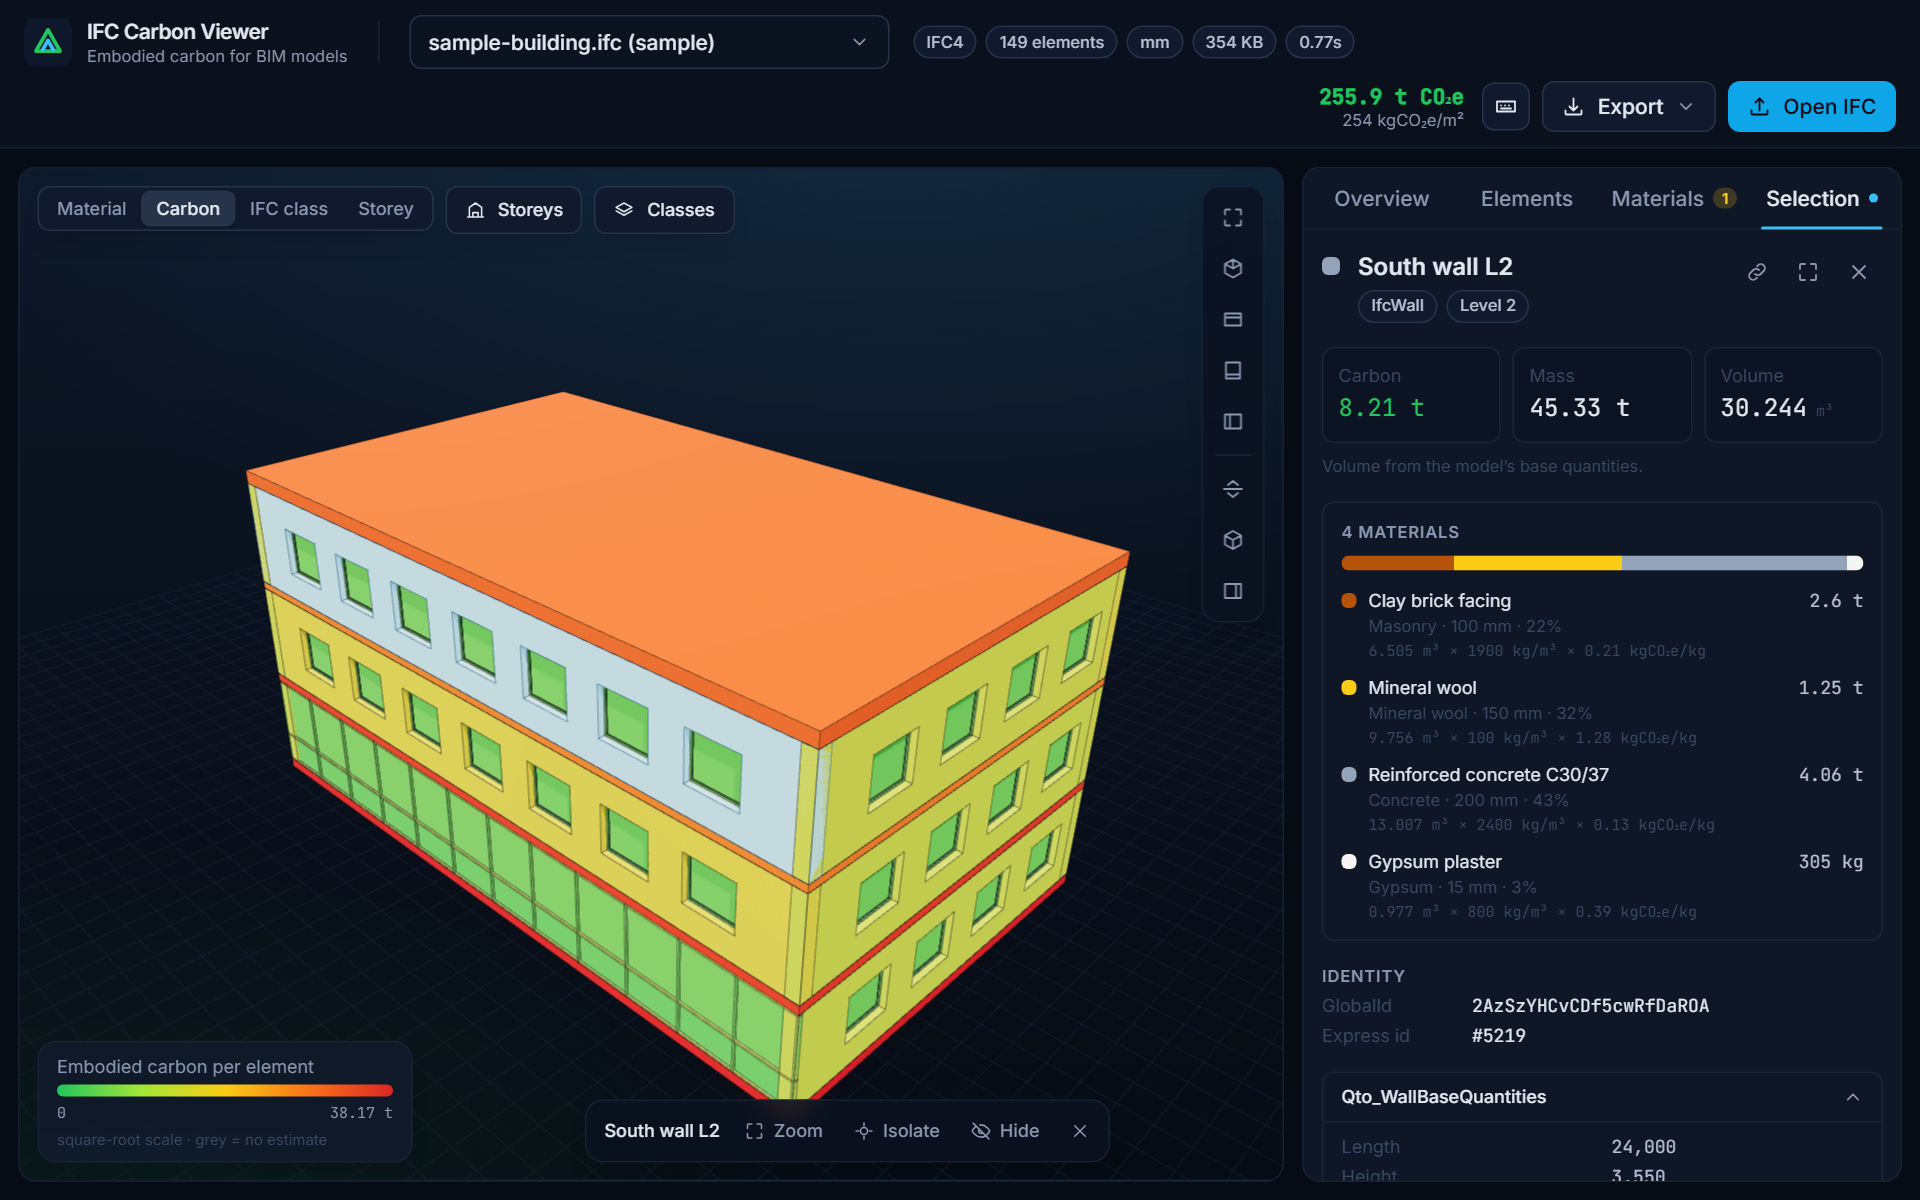 IFC Carbon Viewer
Embodied carbon for BIM models
sample-building.ifc (sample)
IFC4
149 elements
mm
354 KB
0.77s
255.9 t CO₂e
254 kgCO₂e/m²
Export
Open IFC
Material
Carbon
IFC class
Storey
Storeys
Classes
Embodied carbon per element
0
38.17 t
square-root scale · grey = no estimate
South wall L2
Zoom
Isolate
Hide
Overview
Elements
Materials 1
Selection
South wall L2
IfcWall
Level 2
Carbon
8.21 t
Mass
45.33 t
Volume
30.244 m³
Volume from the model's base quantities.
4 MATERIALS
Clay brick facing 2.6 t
Masonry · 100 mm · 22%
6.505 m³ × 1900 kg/m³ × 0.21 kgCO₂e/kg
Mineral wool 1.25 t
Mineral wool · 150 mm · 32%
9.756 m³ × 100 kg/m³ × 1.28 kgCO₂e/kg
Reinforced concrete C30/37 4.06 t
Concrete · 200 mm · 43%
13.007 m³ × 2400 kg/m³ × 0.13 kgCO₂e/kg
Gypsum plaster 305 kg
Gypsum · 15 mm · 3%
0.977 m³ × 800 kg/m³ × 0.39 kgCO₂e/kg
IDENTITY
GlobalId 2AzSzYHCvCDf5cwRfDaROA
Express id #5219
Qto_WallBaseQuantities
Length 24,000
Height 3,550